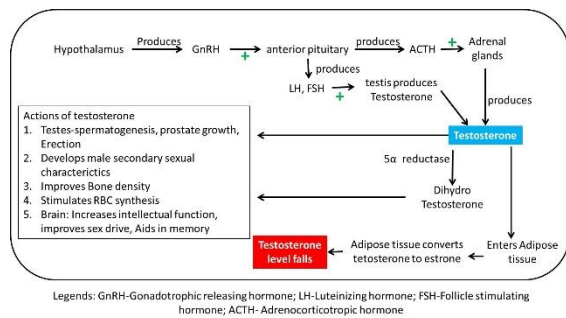 Hypothalamus
Produces
GnRH
+
anterior pituitary
produces
ACTH
+
Adrenal
glands
produces
LH, FSH
+
testis produces
Testosterone
produces
Actions of testosterone
1. Testes-spermatogenesis, prostate growth,
Erection
2. Develops male secondary sexual
characterictics
3. Improves Bone density
4. Stimulates RBC synthesis
5. Brain: Increases intellectual function,
improves sex drive, Aids in memory
Testosterone
5α reductase
Dihydro
Testosterone
Enters Adipose
tissue
Adipose tissue converts
tetosterone to estrone
Testosterone
level falls
Legends: GnRH-Gonadotrophic releasing hormone; LH-Luteinizing hormone; FSH-Follicle stimulating
hormone; ACTH- Adrenocorticotropic hormone